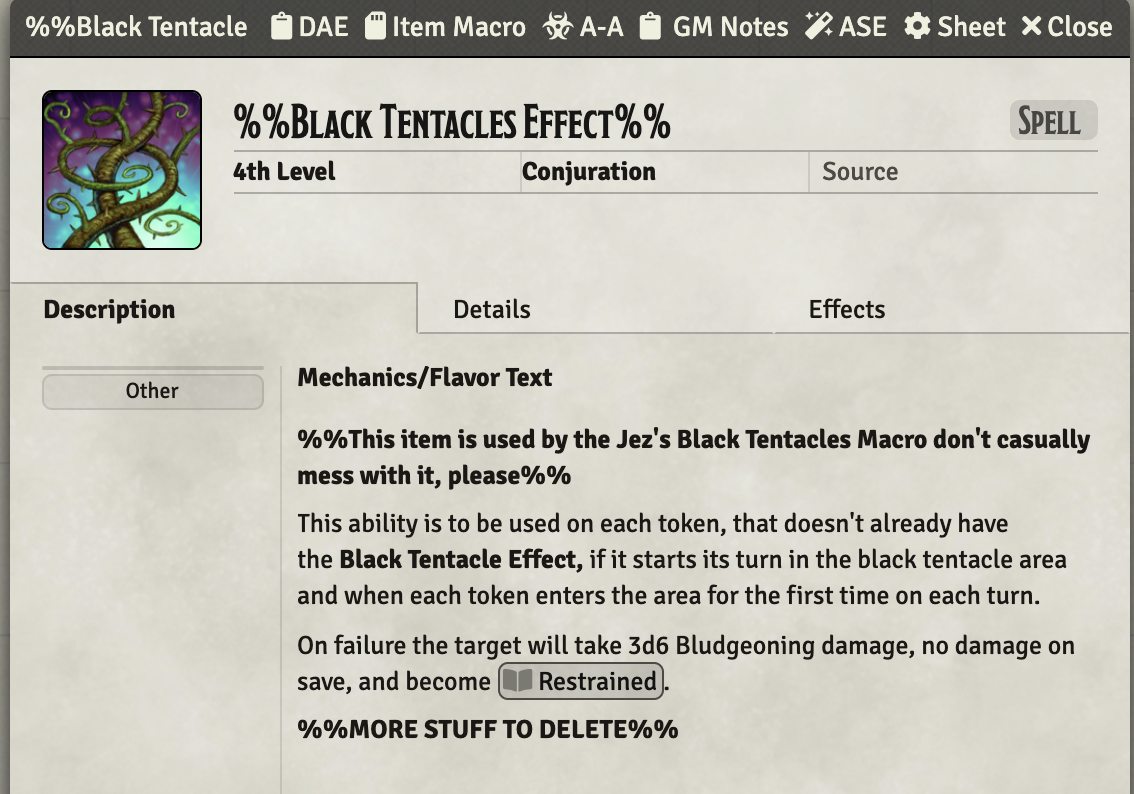 %%Black Tentacle DAE Item Macro A-A GM Notes ASE Sheet Close
%%Black Tentacles Effect%% Spell
4th Level Conjuration Source
Description Details Effects
Other
Mechanics/Flavor Text
%%This item is used by the Jez's Black Tentacles Macro don't casually
mess with it, please%%
This ability is to be used on each token, that doesn't already have
the Black Tentacle Effect, if it starts its turn in the black tentacle area
and when each token enters the area for the first time on each turn.
On failure the target will take 3d6 Bludgeoning damage, no damage on
save, and become Restrained.
%%MORE STUFF TO DELETE%%